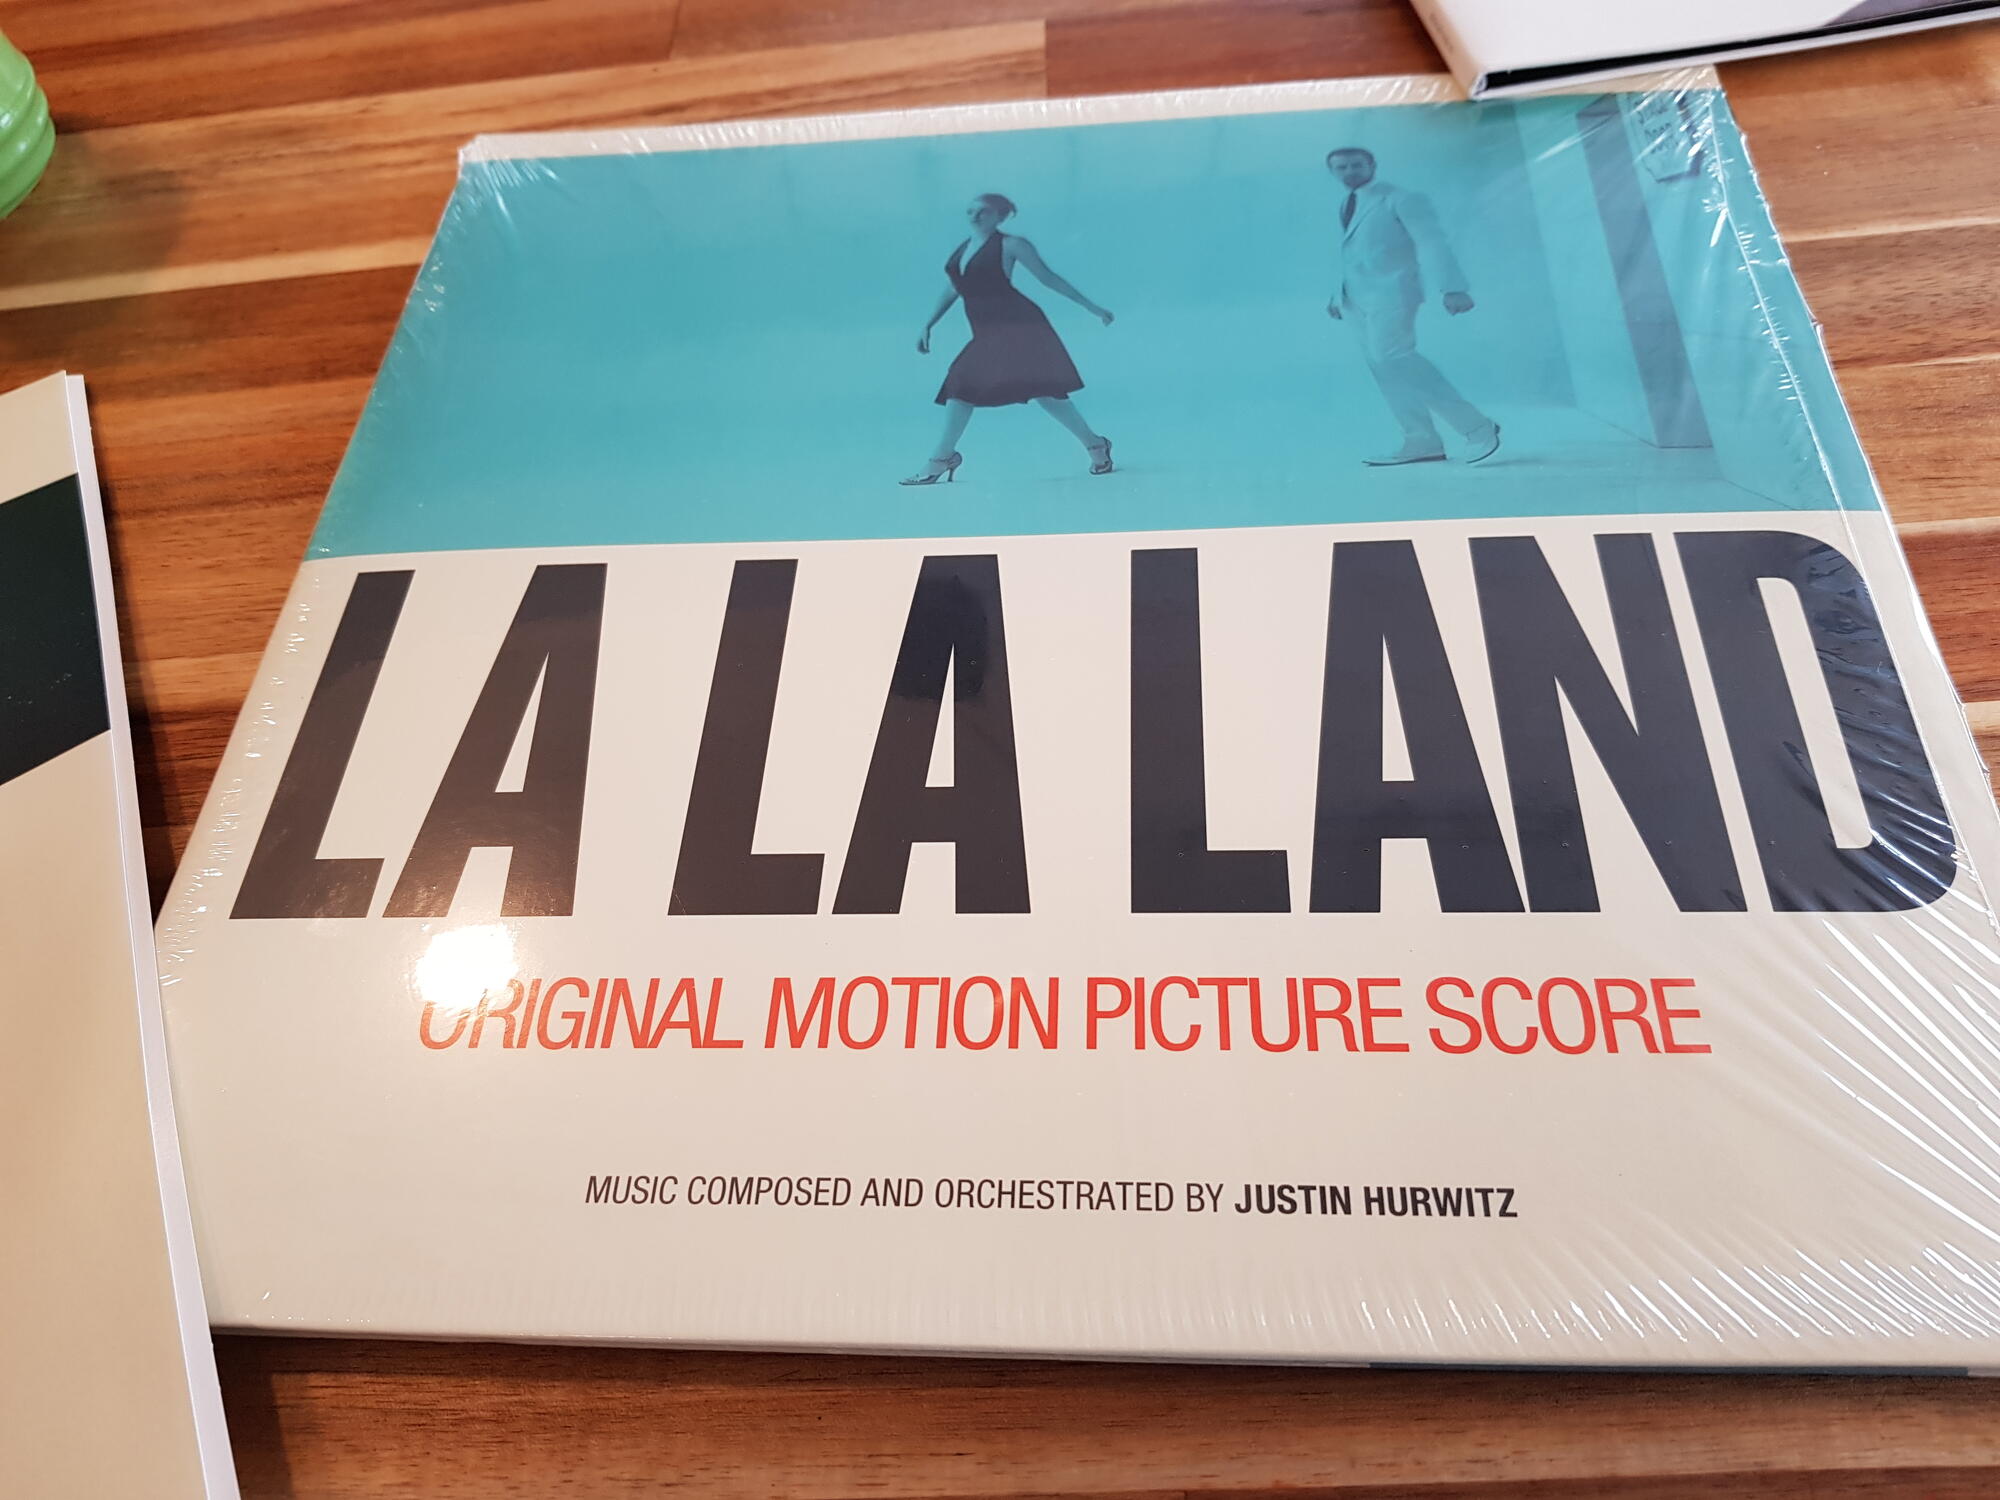 LA LA LAND
ORIGINAL MOTION PICTURE SCORE
MUSIC COMPOSED AND ORCHESTRATED BY JUSTIN HURWITZ